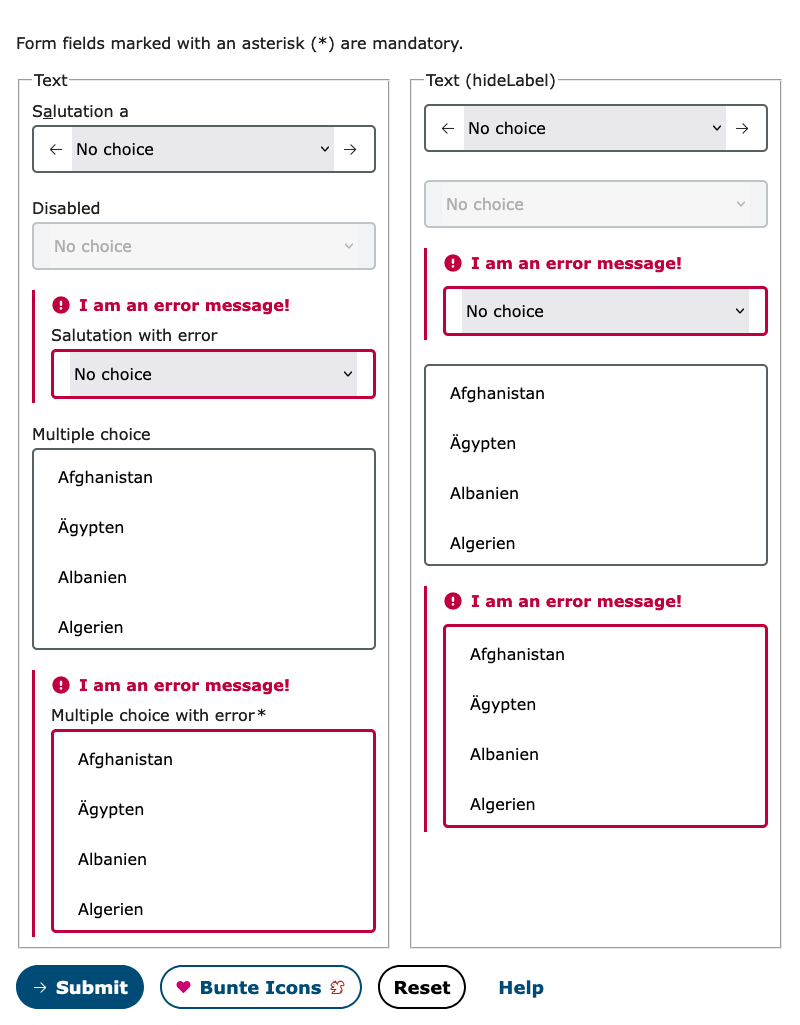 Form fields marked with an asterisk (*) are mandatory.
Text
Salutation a
← No choice →
Disabled
No choice
I am an error message!
Salutation with error
No choice
Multiple choice
Afghanistan
Ägypten
Albanien
Algerien
I am an error message!
Multiple choice with error*
Afghanistan
Ägypten
Albanien
Algerien
Text (hideLabel)
← No choice →
No choice
I am an error message!
No choice
Afghanistan
Ägypten
Albanien
Algerien
I am an error message!
Afghanistan
Ägypten
Albanien
Algerien
→ Submit
Bunte Icons
Reset
Help